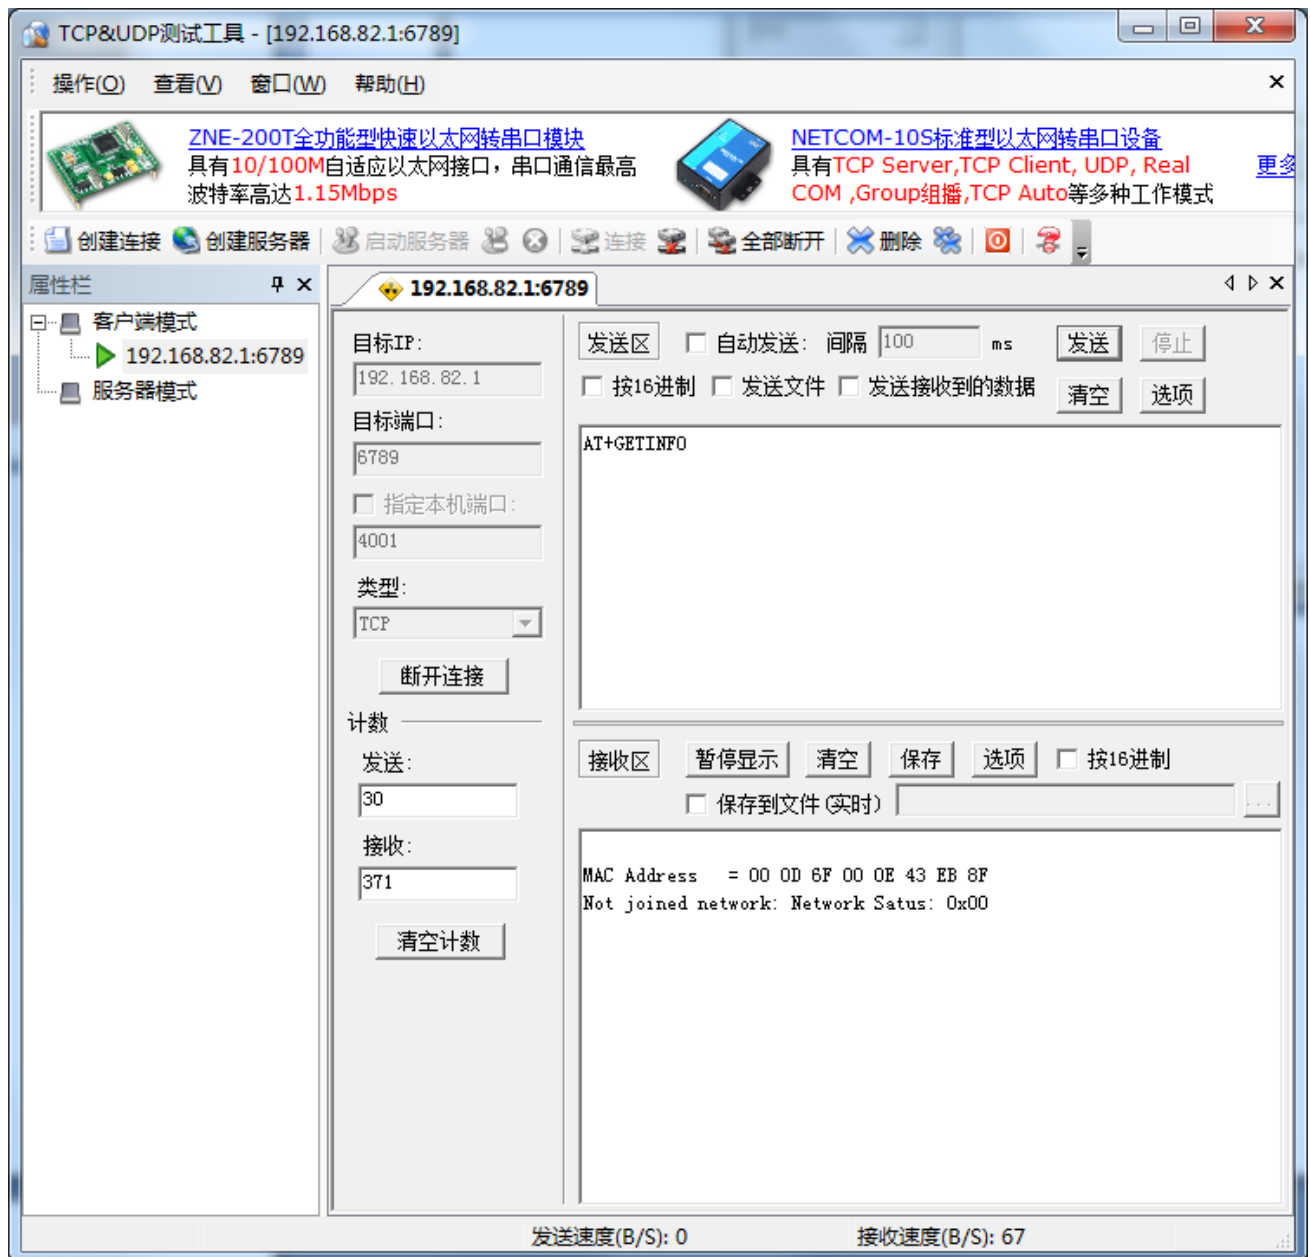 TCP&UDP测试工具 - [192.168.82.1:6789]
操作(O) 查看(V) 窗口(W) 帮助(H)
ZNE-200T全功能型快速以太网转串口模块
具有10/100M自适应以太网接口，串口通信最高
波特率高达1.15Mbps
NETCOM-10S标准型以太网转串口设备
具有TCP Server,TCP Client, UDP, Real
COM ,Group组播,TCP Auto等多种工作模式
更多
创建连接 创建服务器 启动服务器 连接 全部断开 删除
属性栏
客户端模式
192.168.82.1:6789
服务器模式
192.168.82.1:6789
目标IP:
192.168.82.1
目标端口:
6789
指定本机端口:
4001
类型:
TCP
断开连接
计数
发送:
30
接收:
371
清空计数
发送区 自动发送: 间隔 100 ms 发送 停止
按16进制 发送文件 发送接收到的数据 清空 选项
AT+GETINFO
接收区 暂停显示 清空 保存 选项 按16进制
保存到文件(实时) ...
MAC Address = 00 0D 6F 00 0E 43 EB 8F
Not joined network: Network Satus: 0x00
发送速度(B/S): 0 接收速度(B/S): 67